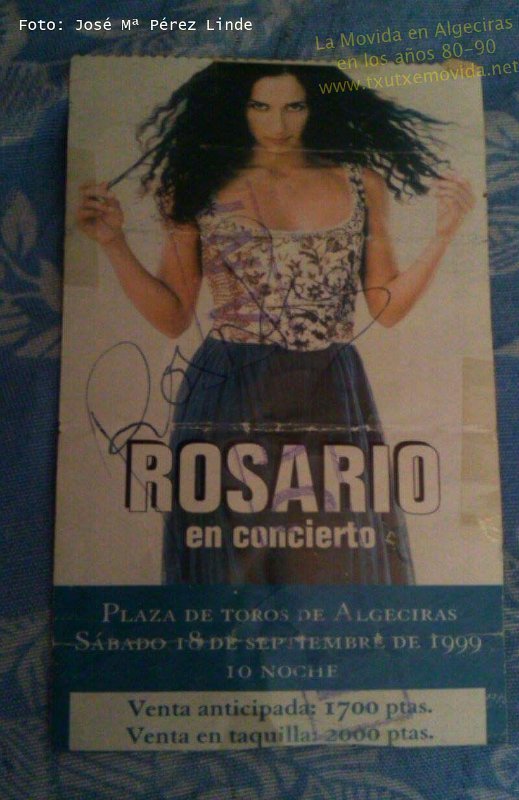 Foto: José Mª Pérez Linde
La Movida en Algeciras
en los años 80-90
www.txutxemovida.net
Rosario
ROSARIO
en concierto
PLAZA DE TOROS DE ALGECIRAS
SÁBADO 18 DE SEPTIEMBRE DE 1999
10 NOCHE
Venta anticipada: 1700 ptas.
Venta en taquilla: 2000 ptas.